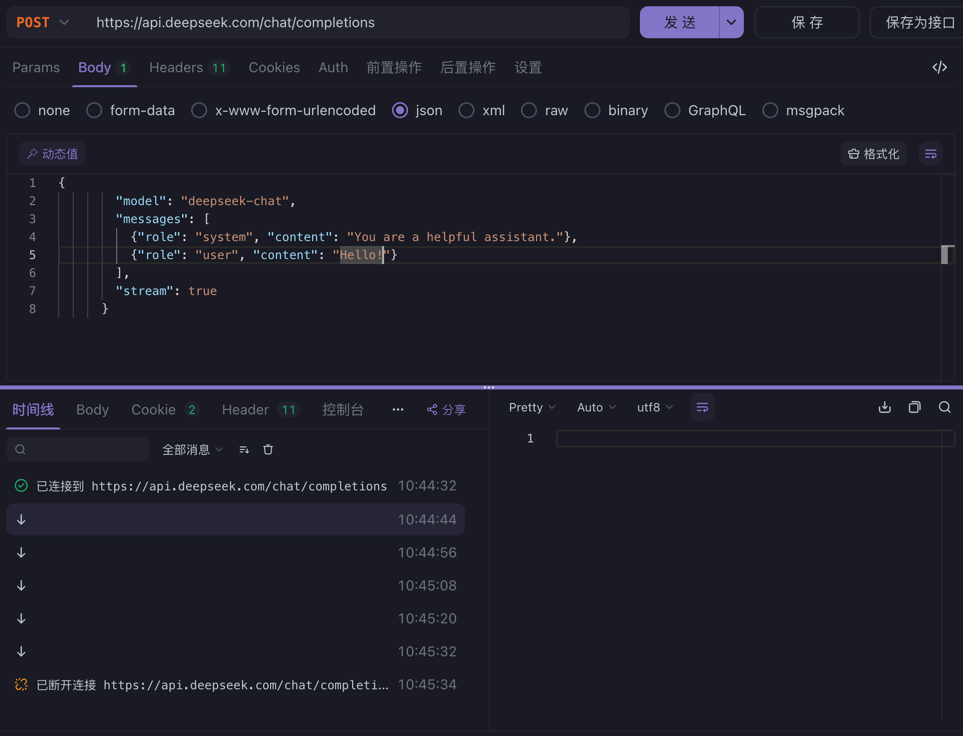 POST https://api.deepseek.com/chat/completions 发 送 保 存 保存为接口
Params Body 1 Headers 11 Cookies Auth 前置操作 后置操作 设置
none form-data x-www-form-urlencoded json xml raw binary GraphQL msgpack
动态值 格式化
1 {
2 "model": "deepseek-chat",
3 "messages": [
4 {"role": "system", "content": "You are a helpful assistant."},
5 {"role": "user", "content": "Hello!"}
6 ],
7 "stream": true
8 }
时间线 Body Cookie 2 Header 11 控制台 ··· 分享
Pretty Auto utf8
全部消息
1
已连接到 https://api.deepseek.com/chat/completions 10:44:32
10:44:44
10:44:56
10:45:08
10:45:20
10:45:32
已断开连接 https://api.deepseek.com/chat/completi... 10:45:34